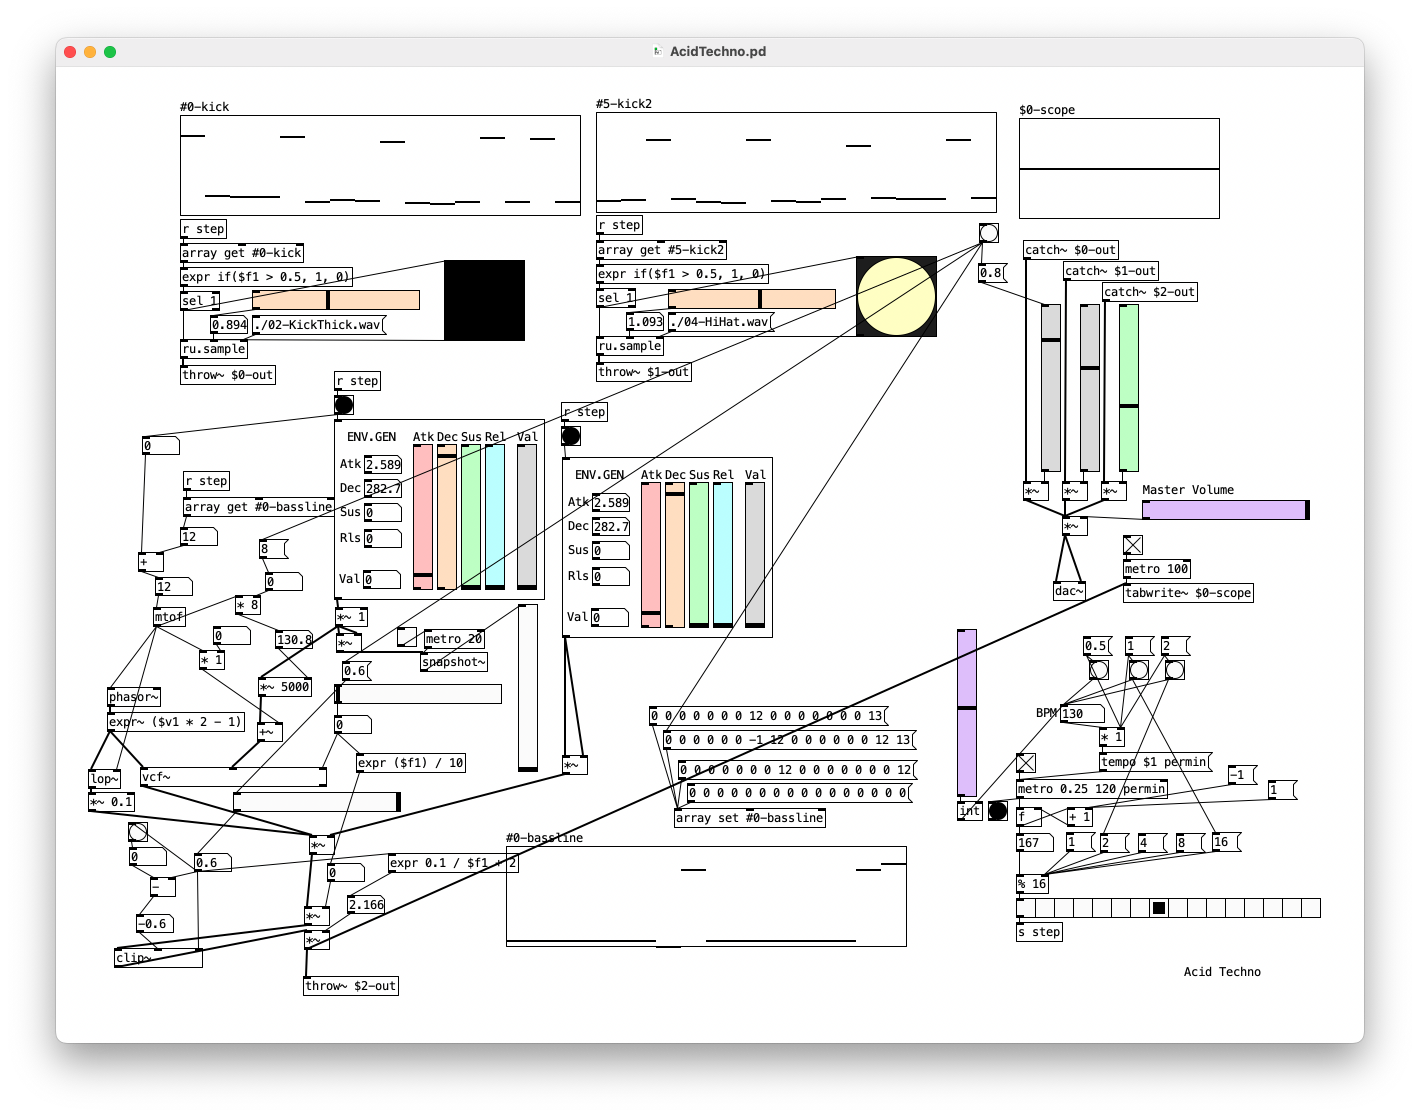 AcidTechno.pd
#0-kick
#5-kick2
$0-scope
r step
array get #0-kick
expr if($f1 > 0.5, 1, 0)
sel 1
0.894
./02-KickThick.wav
ru.sample
throw~ $0-out
r step
array get #5-kick2
expr if($f1 > 0.5, 1, 0)
sel 1
1.093
./04-HiHat.wav
ru.sample
throw~ $1-out
0.8
catch~ $0-out
catch~ $1-out
catch~ $2-out
*~
*~
*~
Master Volume
*~
dac~
metro 100
tabwrite~ $0-scope
r step
ENV.GEN
Atk
Dec
Sus
Rel
Val
Atk
2.589
Dec
282.7
Sus
0
Rls
0
Val
0
r step
ENV.GEN
Atk
Dec
Sus
Rel
Val
Atk
2.589
Dec
282.7
Sus
0
Rls
0
Val
0
0
r step
array get #0-bassline
12
+
12
mtof
8
0
* 8
0
* 1
130.8
*~ 5000
phasor~
expr~ ($v1 * 2 - 1)
+~
lop~
vcf~
*~ 0.1
*~ 1
*~
metro 20
snapshot~
0.6
0
expr ($f1) / 10
*~
0
0.6
-
-0.6
clip~
*~
0
expr 0.1 / $f1 + 2
2.166
*~
*~
throw~ $2-out
0 0 0 0 0 0 0 12 0 0 0 0 0 0 0 13
0 0 0 0 0 0 -1 12 0 0 0 0 0 0 12 13
0 0 0 0 0 0 0 12 0 0 0 0 0 0 0 12
0 0 0 0 0 0 0 0 0 0 0 0 0 0 0 0
array set #0-bassline
#0-bassline
0.5
1
2
BPM
130
* 1
tempo $1 permin
metro 0.25 120 permin
-1
1
int
f
+ 1
167
1
2
4
8
16
% 16
s step
Acid Techno